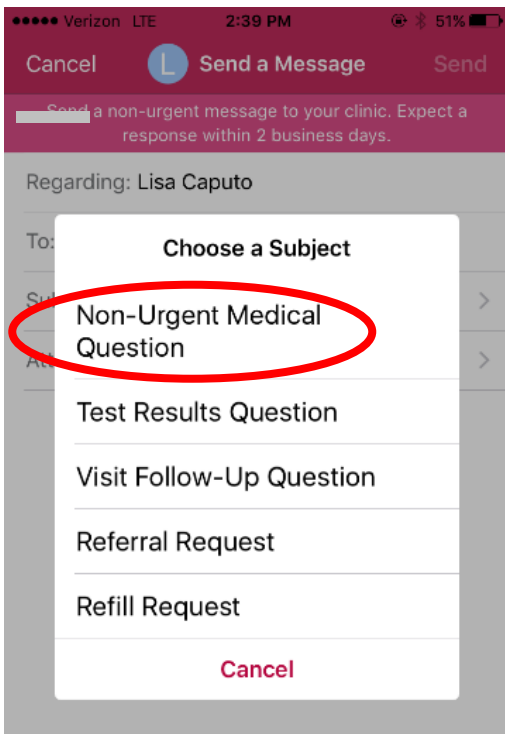 Verizon LTE 2:39 PM 51%
Cancel L Send a Message Send
Send a non-urgent message to your clinic. Expect a
response within 2 business days.
Regarding: Lisa Caputo
To:
Choose a Subject
Non-Urgent Medical
Question
Test Results Question
Visit Follow-Up Question
Referral Request
Refill Request
Cancel